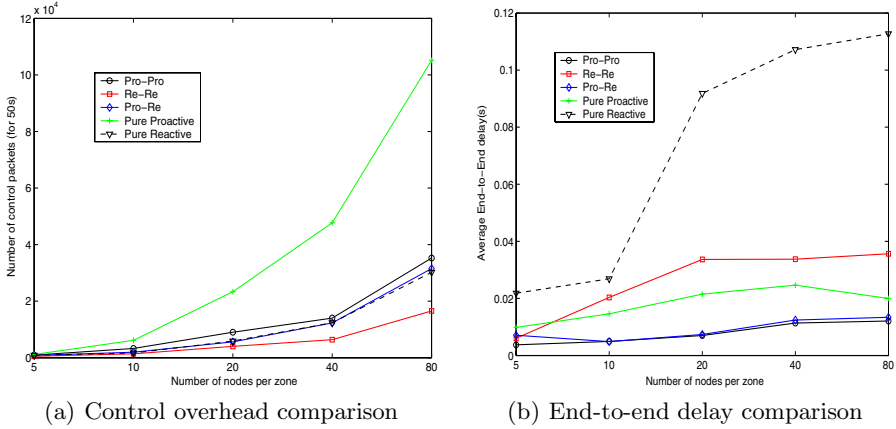 x 10^4
12
10
8
6
4
2
0
Number of control packets (for 50s)
Pro-Pro
Re-Re
Pro-Re
Pure Proactive
Pure Reactive
5 10 20 40 80
Number of nodes per zone
(a) Control overhead comparison
0.12
0.1
0.08
0.06
0.04
0.02
0
Average End-to-End delay(s)
Pro-Pro
Re-Re
Pro-Re
Pure Proactive
Pure Reactive
5 10 20 40 80
Number of nodes per zone
(b) End-to-end delay comparison